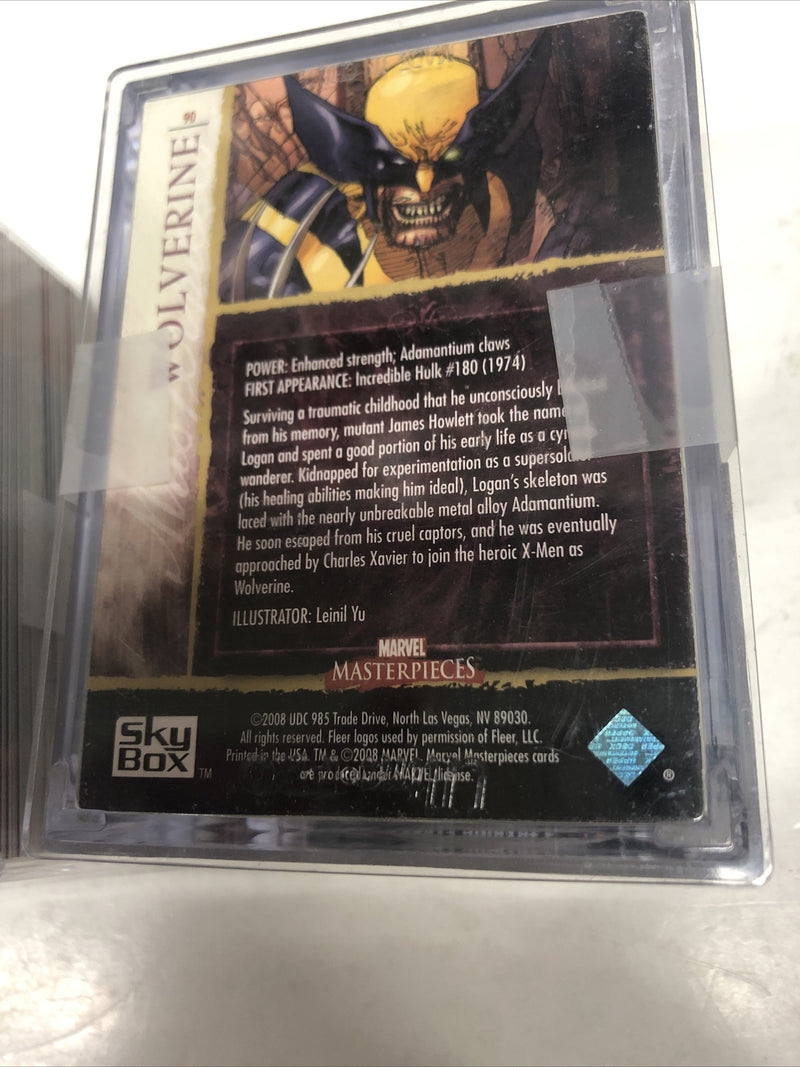 WOLVERINE 90
POWER: Enhanced strength; Adamantium claws
FIRST APPEARANCE: Incredible Hulk #180 (1974)
Surviving a traumatic childhood that he unconsciously
from his memory, mutant James Howlett took the name
Logan and spent a good portion of his early life as a
wanderer. Kidnapped for experimentation as a
(his healing abilities making him ideal), Logan's skeleton was
laced with the nearly unbreakable metal alloy Adamantium.
He soon escaped from his cruel captors, and he was eventually
approached by Charles Xavier to join the heroic X-Men as
Wolverine.
ILLUSTRATOR: Leinil Yu
MARVEL
MASTERPIECES
Sky
Box ™
©2008 UDC 985 Trade Drive, North Las Vegas, NV 89030.
All rights reserved. Fleer logos used by permission of Fleer, LLC.
Printed in the USA. TM & ©2008 MARVEL. Marvel Masterpieces cards
are produced under MARVEL license.
®